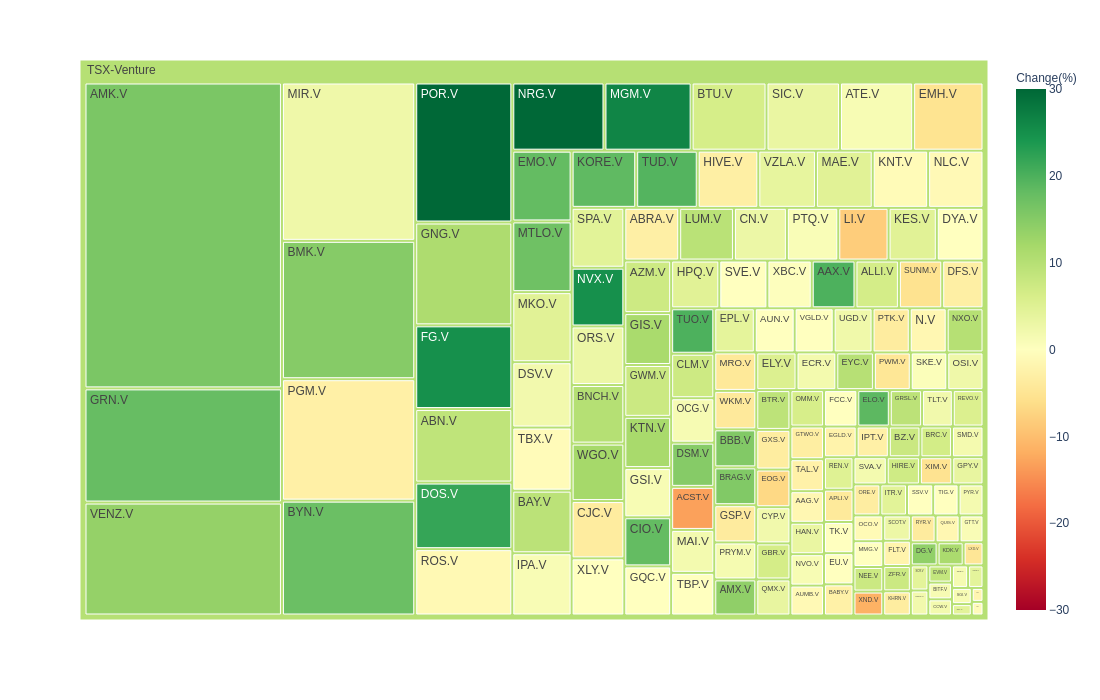 TSX-Venture
Change(%)
AMK.V
MIR.V
POR.V
NRG.V
MGM.V
BTU.V
SIC.V
ATE.V
EMH.V
30
20
10
0
−10
−20
−30
EMO.V
KORE.V
TUD.V
HIVE.V
VZLA.V
MAE.V
KNT.V
NLC.V
SPA.V
ABRA.V
LUM.V
CN.V
PTQ.V
LI.V
KES.V
DYA.V
GNG.V
MTLO.V
BMK.V
NVX.V
AZM.V
HPQ.V
SVE.V
XBC.V
AAX.V
ALLI.V
SUNM.V
DFS.V
MKO.V
GIS.V
TUO.V
EPL.V
AUN.V
VGLD.V
UGD.V
PTK.V
N.V
NXO.V
FG.V
ORS.V
CLM.V
MRO.V
ELY.V
ECR.V
EYC.V
PWM.V
SKE.V
OSI.V
DSV.V
GWM.V
PGM.V
BNCH.V
GRN.V
OCG.V
WKM.V
BTR.V
OMM.V
FCC.V
ELO.V
GRSL.V
TLT.V
REVO.V
ABN.V
KTN.V
TBX.V
BBB.V
GXS.V
GTWO.V
EGLD.V
IPT.V
BZ.V
BRC.V
SMD.V
WGO.V
DSM.V
GSI.V
BRAG.V
EOG.V
TAL.V
REN.V
SVA.V
HIRE.V
XIM.V
GPY.V
DOS.V
BAY.V
ACST.V
AAG.V
APLI.V
ORE.V
ITR.V
SSV.V
TIG.V
PYR.V
VENZ.V
BYN.V
CJC.V
CIO.V
GSP.V
CYP.V
HAN.V
TK.V
DCO.V
SCOT.V
RYR.V
GTT.V
MAI.V
PRYM.V
GBR.V
NVO.V
EU.V
MMG.V
FLT.V
DG.V
KDK.V
ROS.V
IPA.V
XLY.V
GQC.V
TBP.V
AMX.V
QMX.V
AUMB.V
BABY.V
NEE.V
ZFR.V
XND.V
KHRN.V